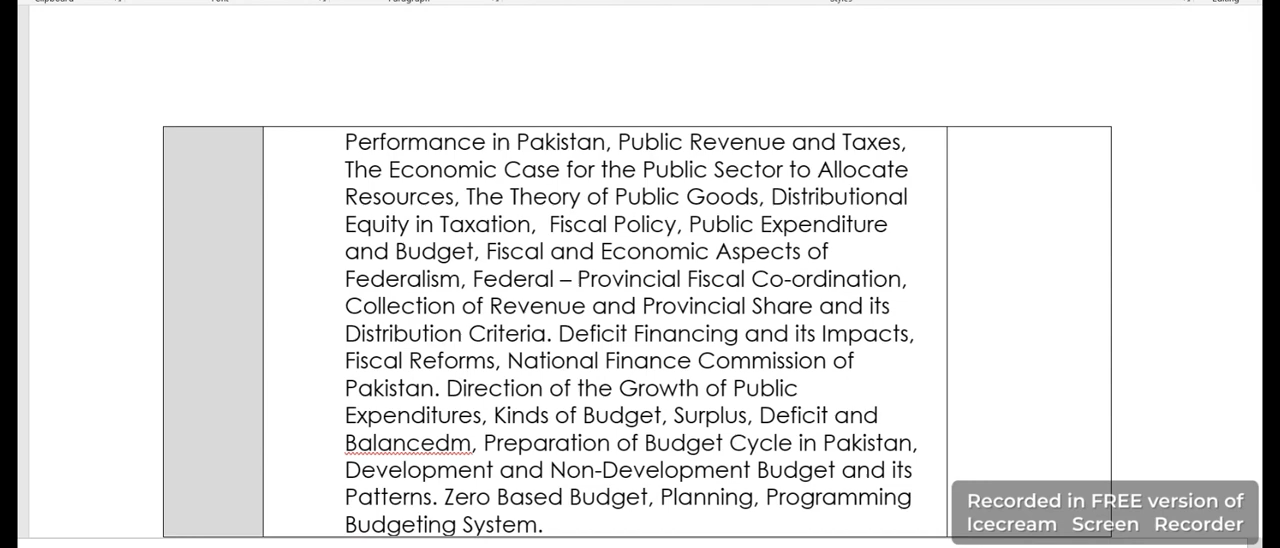 Performance in Pakistan, Public Revenue and Taxes,
The Economic Case for the Public Sector to Allocate
Resources, The Theory of Public Goods, Distributional
Equity in Taxation,  Fiscal Policy, Public Expenditure
and Budget, Fiscal and Economic Aspects of
Federalism, Federal – Provincial Fiscal Co-ordination,
Collection of Revenue and Provincial Share and its
Distribution Criteria. Deficit Financing and its Impacts,
Fiscal Reforms, National Finance Commission of
Pakistan. Direction of the Growth of Public
Expenditures, Kinds of Budget, Surplus, Deficit and
Balancedm, Preparation of Budget Cycle in Pakistan,
Development and Non-Development Budget and its
Patterns. Zero Based Budget, Planning, Programming
Budgeting System.
Recorded in FREE version of
Icecream Screen Recorder